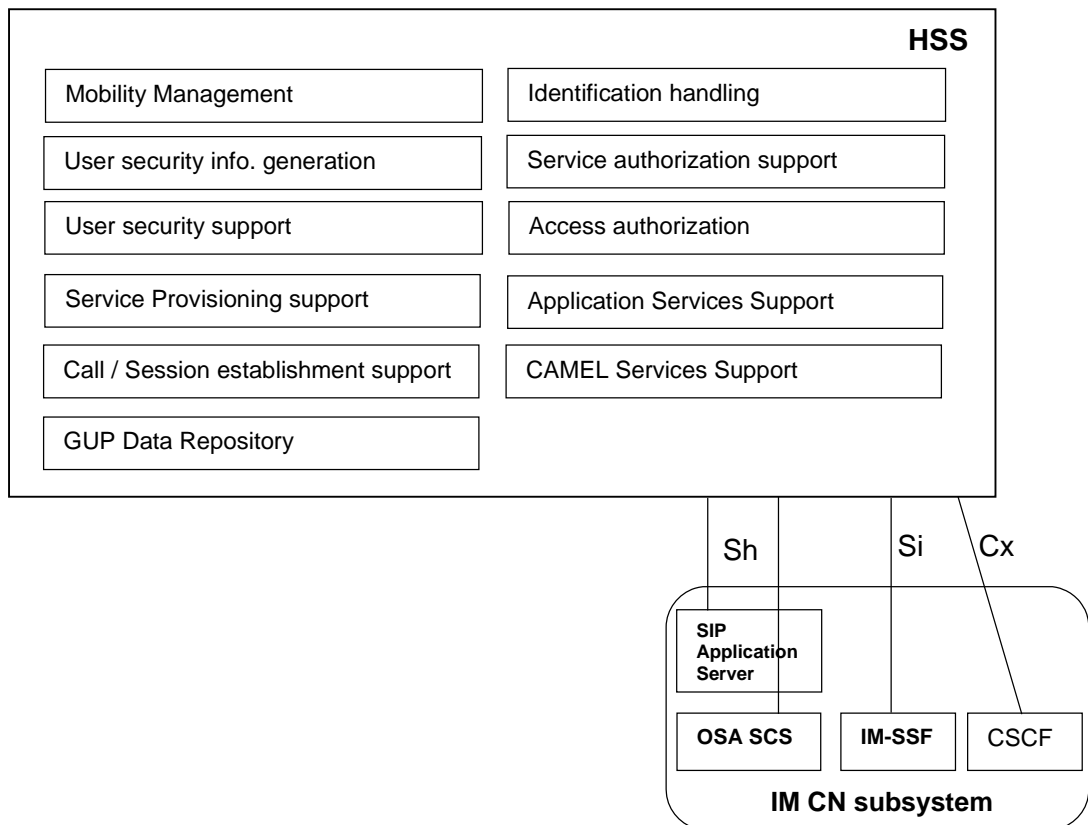 HSS
Mobility Management
Identification handling
User security info. generation
Service authorization support
User security support
Access authorization
Service Provisioning support
Application Services Support
Call / Session establishment support
CAMEL Services Support
GUP Data Repository
Sh
Si
Cx
SIP
Application
Server
OSA SCS
IM-SSF
CSCF
IM CN subsystem